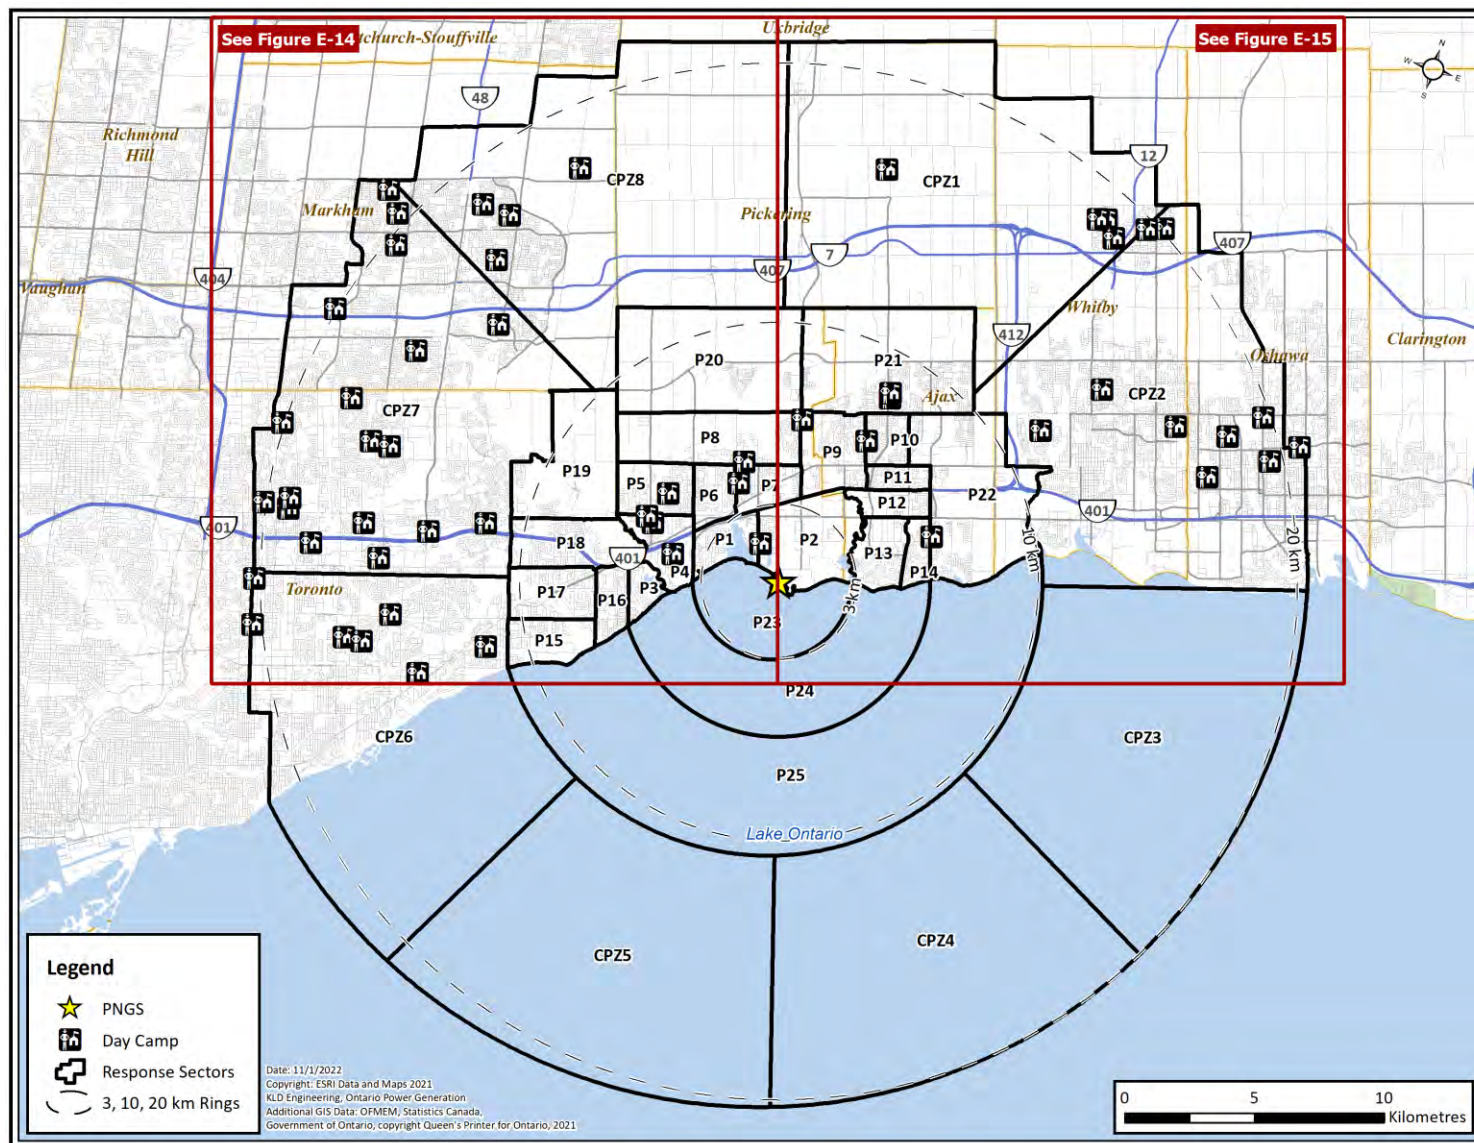 See Figure E-14
tchurch-Stouffville
Uxbridge
See Figure E-15
N
W
E
S
48
Richmond
Hill
12
CPZ8
CPZ1
Markham
Pickering
407
7
407
404
Vaughan
Whitby
412
Clarington
Oshawa
P20
P21
Ajax
CPZ7
CPZ2
P8
P9
P10
P19
P5
P6
P7
P11
P12
P22
401
401
P18
401
P1
P2
P13
P14
10 km
20 km
P4
P3
Toronto
P17
P16
3 km
P23
P15
P24
CPZ6
CPZ3
P25
Lake Ontario
CPZ5
CPZ4
Legend
PNGS
Day Camp
Response Sectors
3, 10, 20 km Rings
Date: 11/1/2022
Copyright: ESRI Data and Maps 2021
KLD Engineering, Ontario Power Generation
Additional GIS Data: OFMEM, Statistics Canada,
Government of Ontario, copyright Queen's Printer for Ontario, 2021
0 5 10
Kilometres